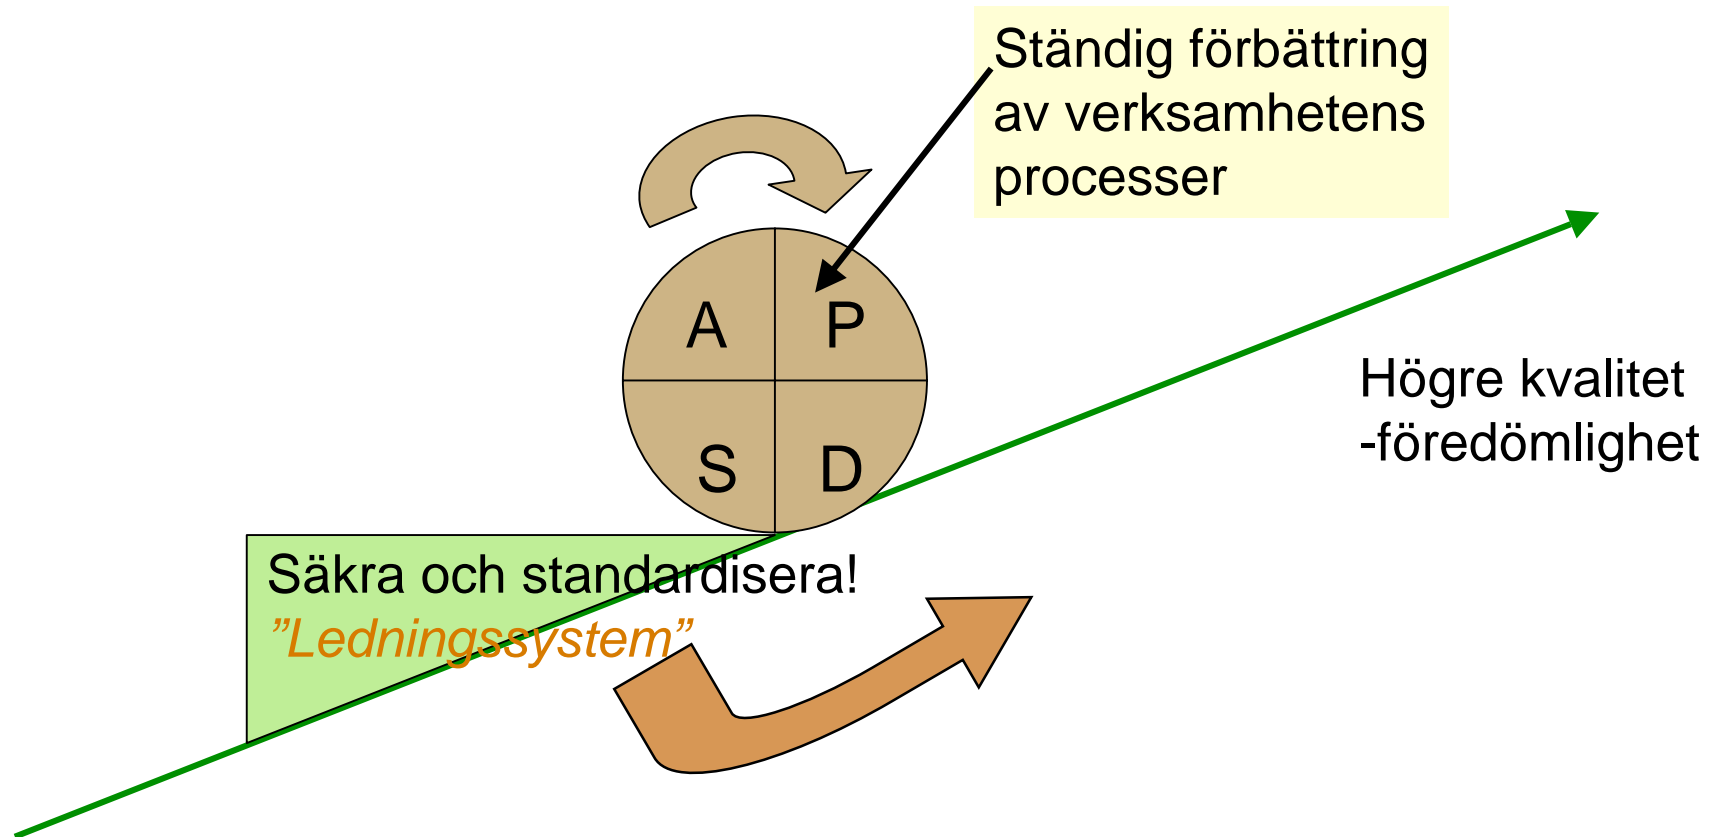 Ständig förbättring
av verksamhetens
processer
A P
S D
Högre kvalitet
-föredömlighet
Säkra och standardisera!
”Ledningssystem”